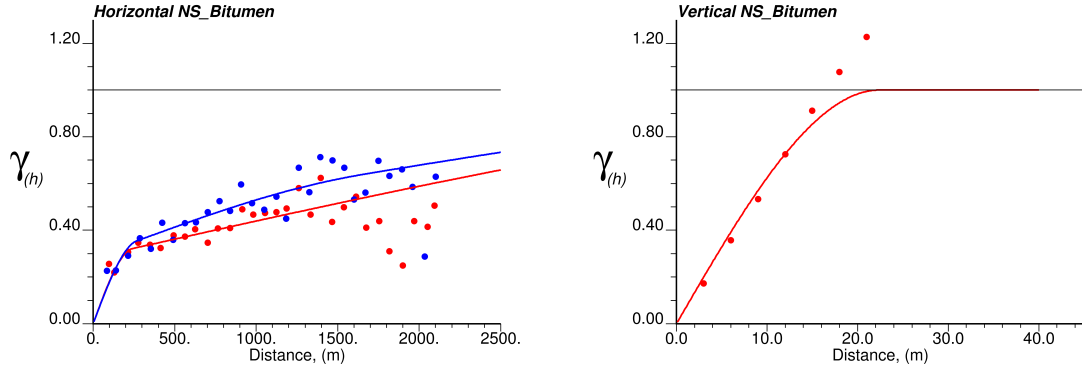 Horizontal NS_Bitumen
1.20
0.80
γ(h)
0.40
0.00
0. 500. 1000. 1500. 2000. 2500.
Distance, (m)
Vertical NS_Bitumen
1.20
0.80
γ(h)
0.40
0.00
0.0 10.0 20.0 30.0 40.0
Distance, (m)